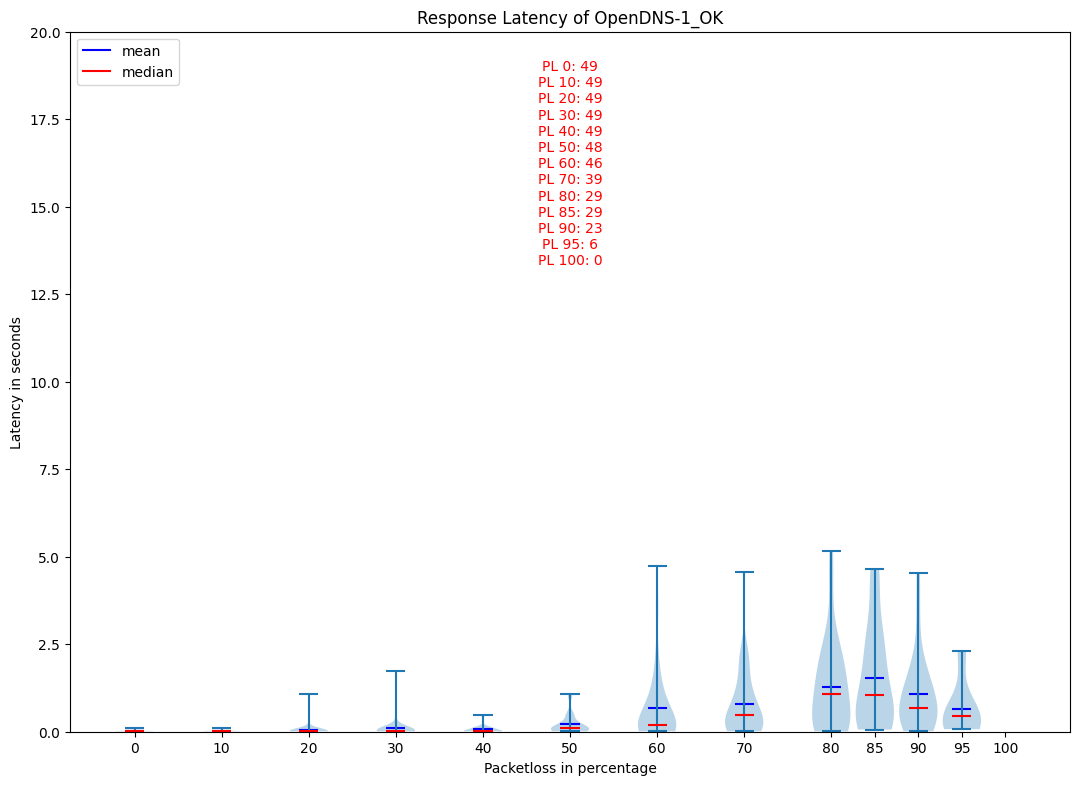 Response Latency of OpenDNS-1_OK
mean
median
PL 0: 49
PL 10: 49
PL 20: 49
PL 30: 49
PL 40: 49
PL 50: 48
PL 60: 46
PL 70: 39
PL 80: 29
PL 85: 29
PL 90: 23
PL 95: 6
PL 100: 0
Latency in seconds
20.0
17.5
15.0
12.5
10.0
7.5
5.0
2.5
0.0
0 10 20 30 40 50 60 70 80 85 90 95 100
Packetloss in percentage